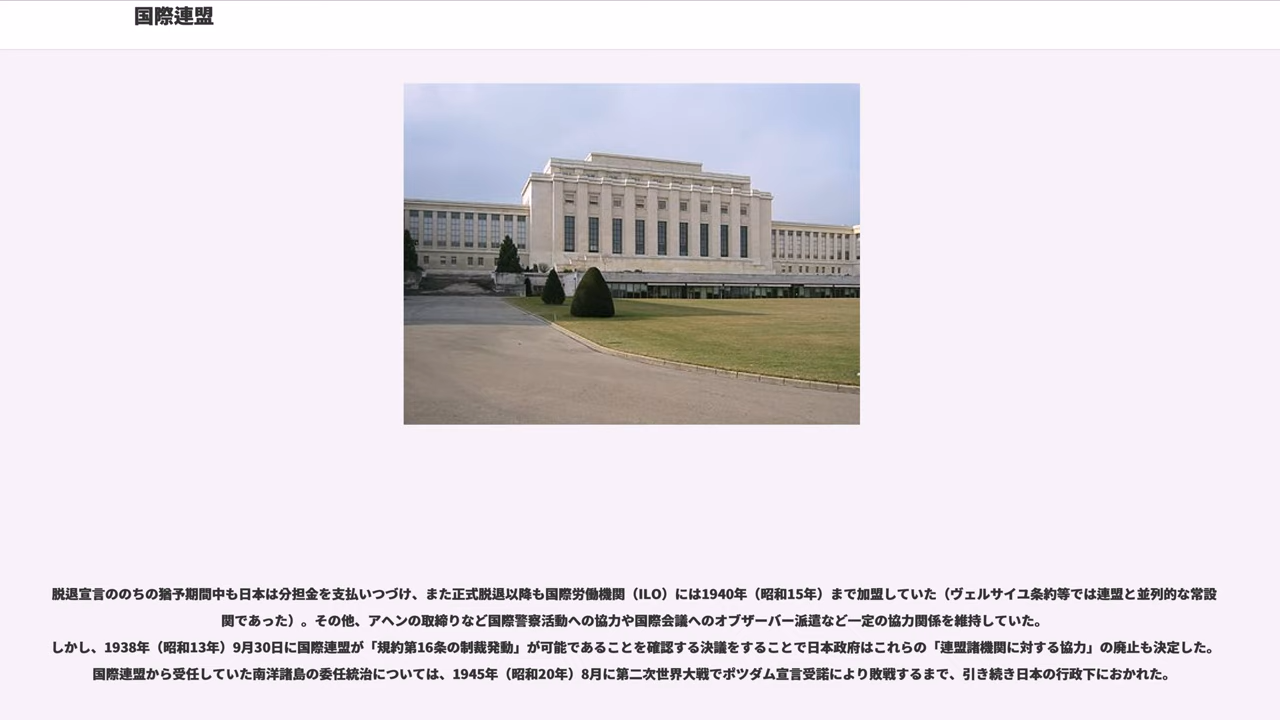 国際連盟
脱退宣言ののちの猶予期間中も日本は分担金を支払いつづけ、また正式脱退以降も国際労働機関（ILO）には1940年（昭和15年）まで加盟していた（ヴェルサイユ条約等では連盟と並列的な常設
関であった）。その他、アヘンの取締りなど国際警察活動への協力や国際会議へのオブザーバー派遣など一定の協力関係を維持していた。
しかし、1938年（昭和13年）9月30日に国際連盟が「規約第16条の制裁発動」が可能であることを確認する決議をすることで日本政府はこれらの「連盟諸機関に対する協力」の廃止も決定した。
国際連盟から受任していた南洋諸島の委任統治については、1945年（昭和20年）8月に第二次世界大戦でポツダム宣言受諾により敗戦するまで、引き続き日本の行政下におかれた。